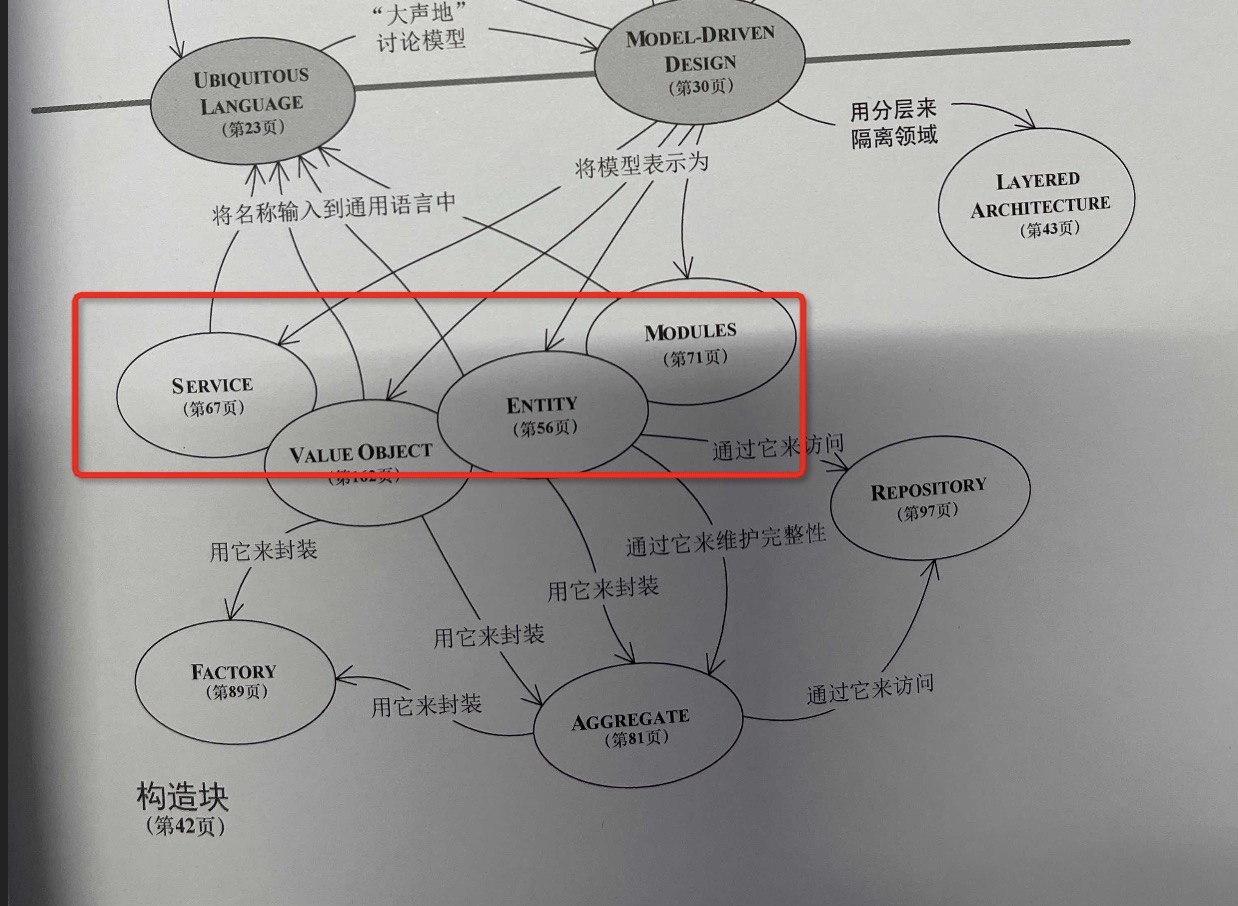 “大声地”
讨论模型
MODEL-DRIVEN
DESIGN
(第30页)
UBIQUITOUS
LANGUAGE
(第23页)
用分层来
隔离领域
将模型表示为
LAYERED
ARCHITECTURE
(第43页)
将名称输入到通用语言中
MODULES
(第71页)
SERVICE
(第67页)
ENTITY
(第56页)
VALUE OBJECT
(第162页)
通过它来访问
REPOSITORY
(第97页)
用它来封装
通过它来维护完整性
用它来封装
用它来封装
FACTORY
(第89页)
用它来封装
通过它来访问
AGGREGATE
(第81页)
构造块
(第42页)